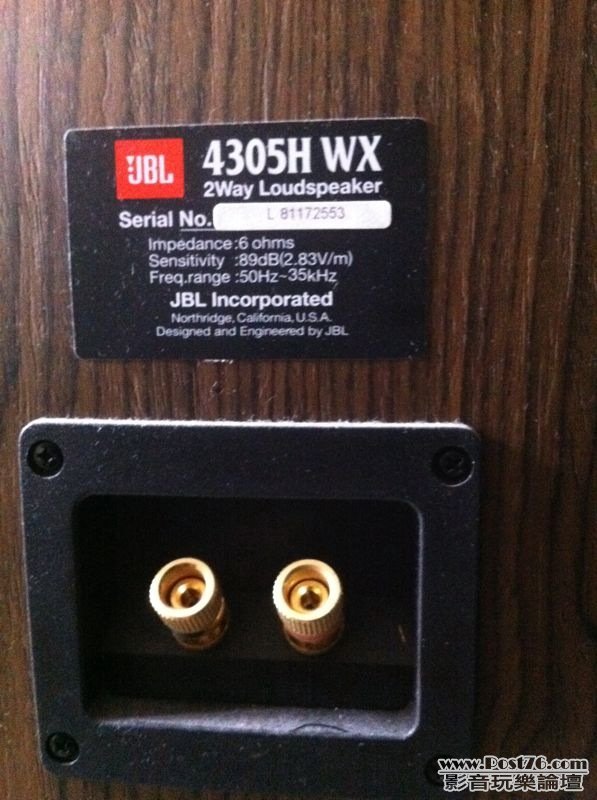 JBL 4305H WX
2Way Loudspeaker
Serial No. L 81172553
Impedance :6 ohms
Sensitivity :89dB(2.83V/m)
Freq.range :50Hz~35kHz
JBL Incorporated
Northridge, California, U.S.A.
Designed and Engineered by JBL
www.Post76.com
影音玩樂論壇